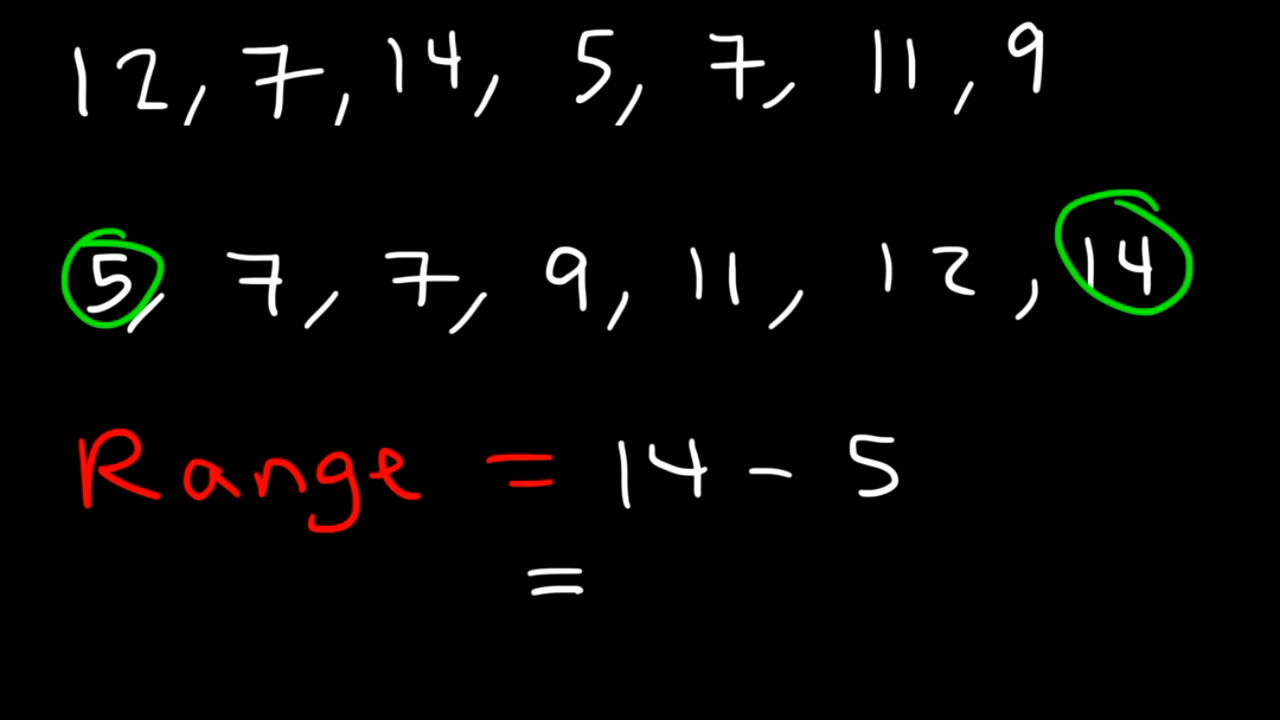 12, 7, 14, 5, 7, 11, 9
5, 7, 7, 9, 11, 12, 14
Range = 14 - 5
=